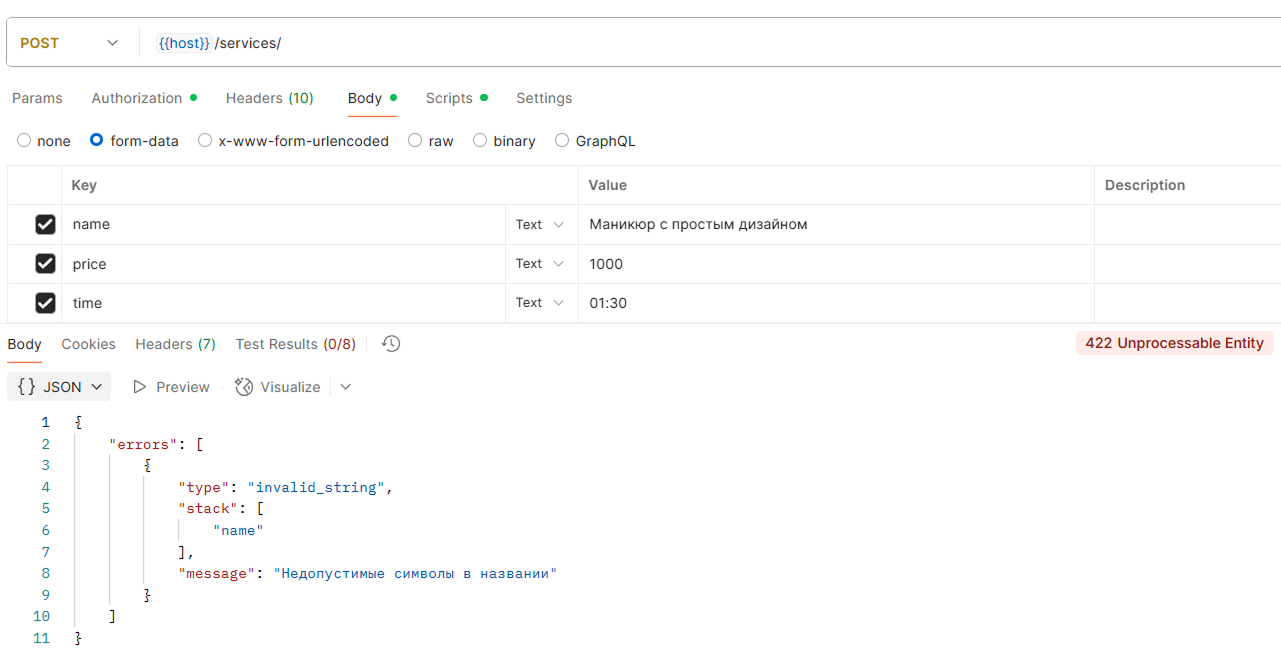 POST {{host}} /services/
Params Authorization Headers (10) Body Scripts Settings
none form-data x-www-form-urlencoded raw binary GraphQL
Key Value Description
name Text Маникюр с простым дизайном
price Text 1000
time Text 01:30
Body Cookies Headers (7) Test Results (0/8) 422 Unprocessable Entity
{} JSON Preview Visualize
1 {
2 "errors": [
3 {
4 "type": "invalid_string",
5 "stack": [
6 "name"
7 ],
8 "message": "Недопустимые символы в названии"
9 }
10 ]
11 }